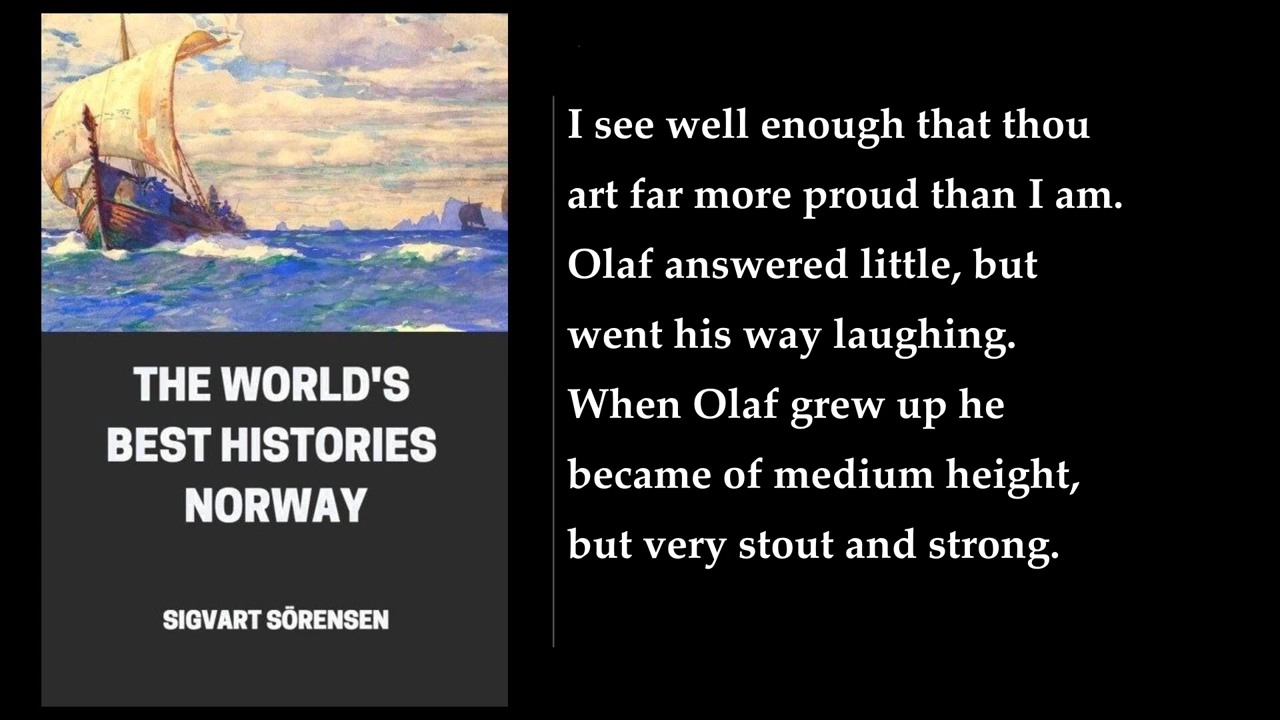 THE WORLD'S
BEST HISTORIES
NORWAY
SIGVART SÖRENSEN
I see well enough that thou
art far more proud than I am.
Olaf answered little, but
went his way laughing.
When Olaf grew up he
became of medium height,
but very stout and strong.